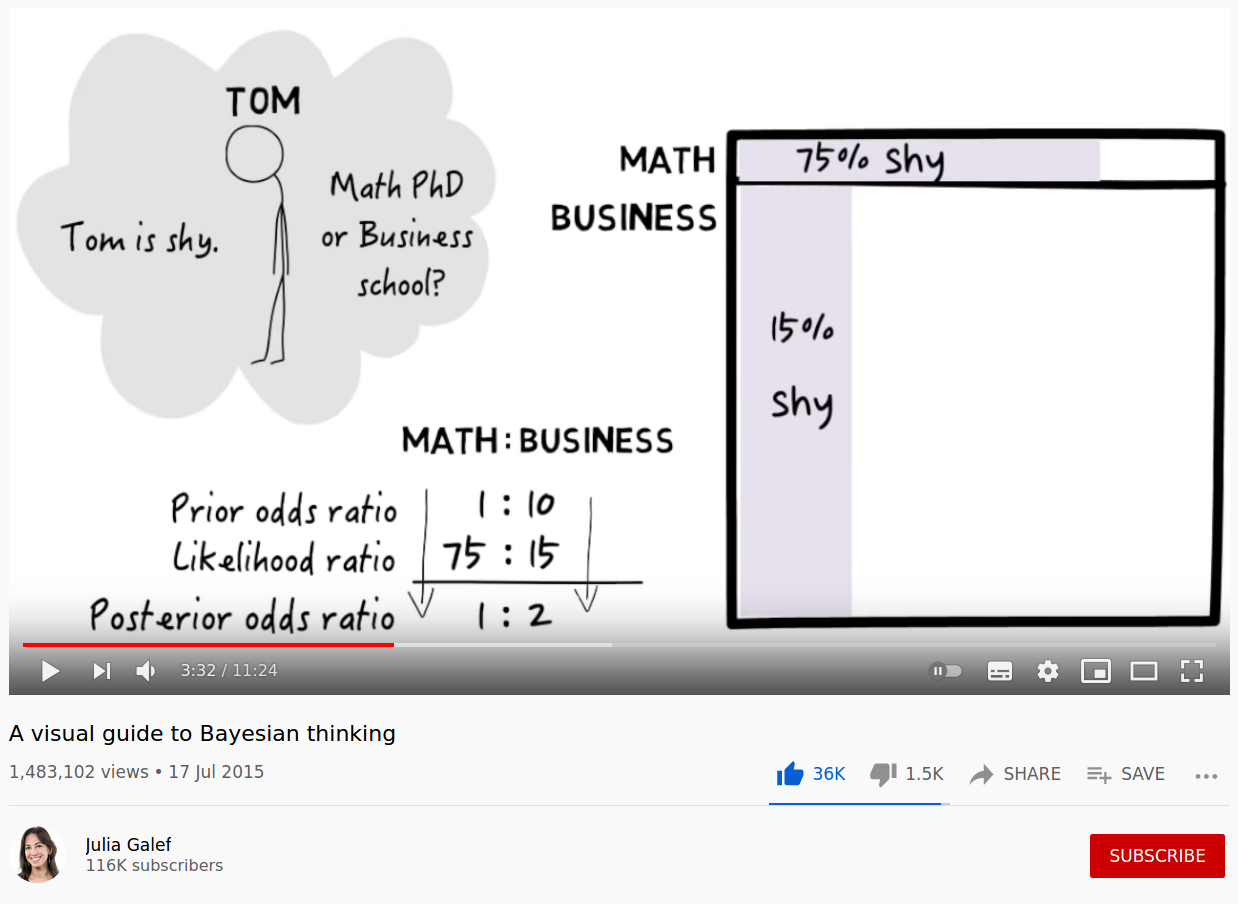 TOM
Tom is shy.
Math PhD
or Business
school?
MATH
75% Shy
BUSINESS
15%
Shy
MATH : BUSINESS
Prior odds ratio 1 : 10
Likelihood ratio 75 : 15
Posterior odds ratio 1 : 2
3:32 / 11:24
A visual guide to Bayesian thinking
1,483,102 views • 17 Jul 2015
36K 1.5K SHARE SAVE
Julia Galef
116K subscribers
SUBSCRIBE